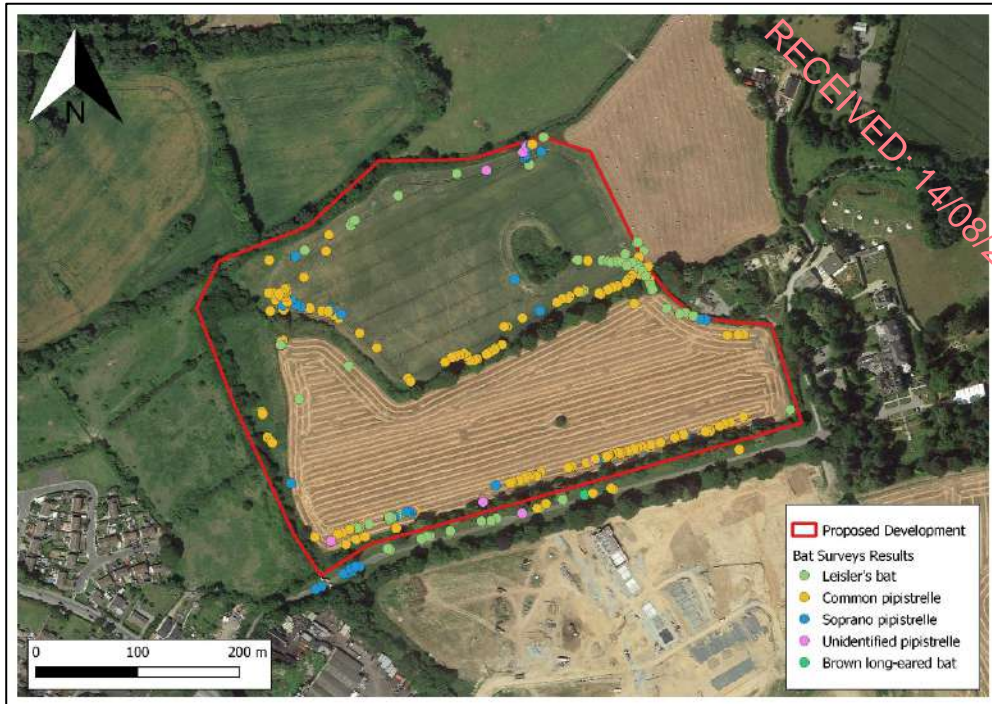 N
RECEIVED: 14/08/2
Proposed Development
Bat Surveys Results
Leisler's bat
Common pipistrelle
Soprano pipistrelle
Unidentified pipistrelle
Brown long-eared bat
0 100 200 m